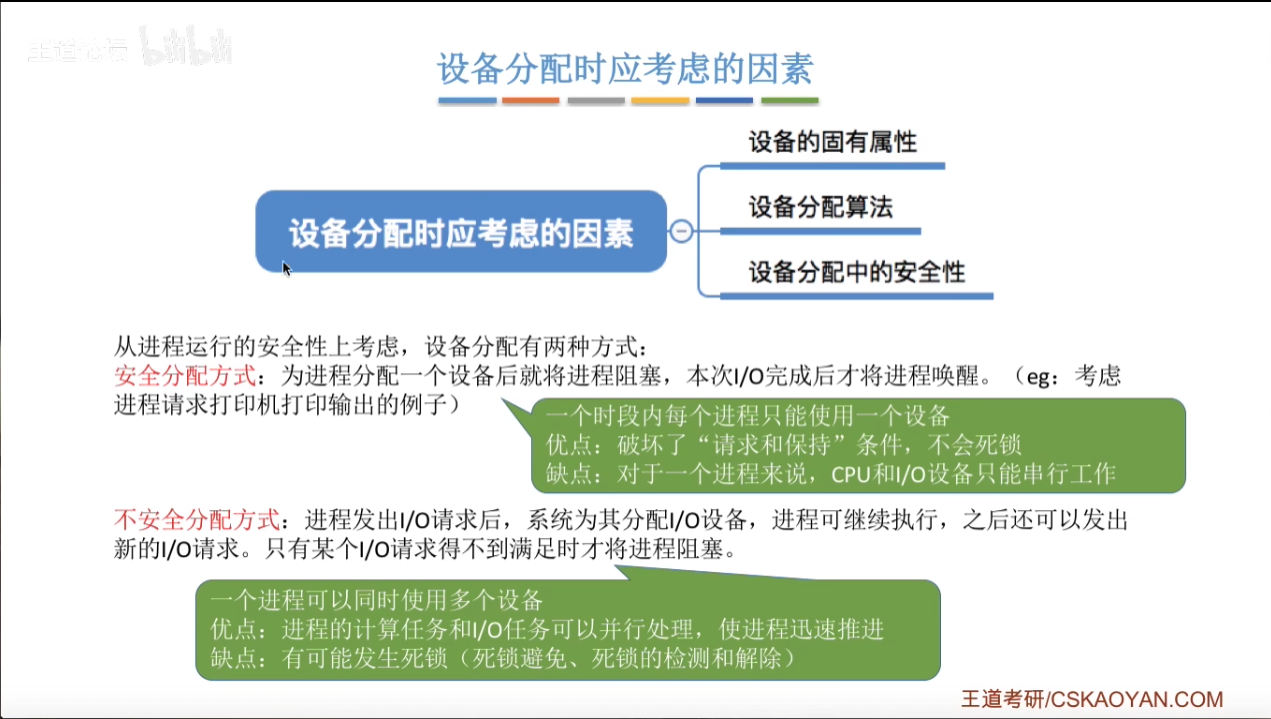 王道论坛 bilibili
设备分配时应考虑的因素
设备的固有属性
设备分配算法
设备分配时应考虑的因素
设备分配中的安全性
从进程运行的安全性上考虑，设备分配有两种方式：
安全分配方式：为进程分配一个设备后就将进程阻塞，本次I/O完成后才将进程唤醒。（eg：考虑
进程请求打印机打印输出的例子）
一个时段内每个进程只能使用一个设备
优点：破坏了“请求和保持”条件，不会死锁
缺点：对于一个进程来说，CPU和I/O设备只能串行工作
不安全分配方式：进程发出I/O请求后，系统为其分配I/O设备，进程可继续执行，之后还可以发出
新的I/O请求。只有某个I/O请求得不到满足时才将进程阻塞。
一个进程可以同时使用多个设备
优点：进程的计算任务和I/O任务可以并行处理，使进程迅速推进
缺点：有可能发生死锁（死锁避免、死锁的检测和解除）
王道考研/CSKAOYAN.COM